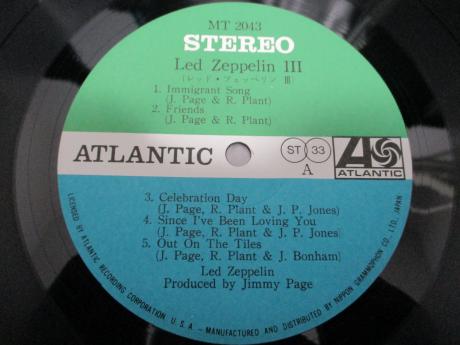 MT 2043
STEREO
Led Zeppelin III
(レッド・ツェッペリン Ⅲ)
1. Immigrant Song
(J. Page & R. Plant)
2. Friends
(J. Page & R. Plant)
ATLANTIC
ST 33
A
ATLANTIC
3. Celebration Day
(J. Page, R. Plant & J. P. Jones)
4. Since I've Been Loving You
(J. Page, R. Plant & J. P. Jones)
5. Out On The Tiles
(J. Page, R. Plant & J. Bonham)
Led Zeppelin
Produced by Jimmy Page
LICENSED BY ATLANTIC RECORDING CORPORATION U.S.A - MANUFACTURED AND DISTRIBUTED BY NIPPON GRAMMOPHON CO., LTD., JAPAN